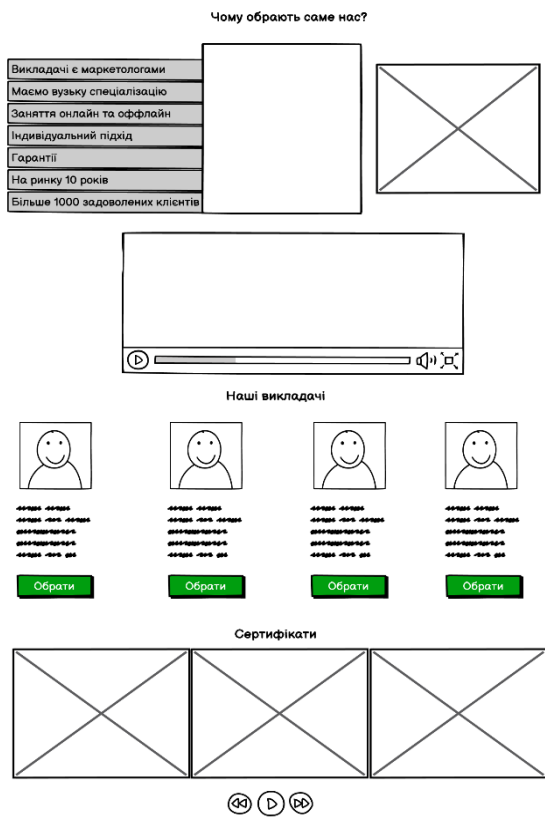 Чому обрають саме нас?
Викладачі є маркетологами
Маємо вузьку спеціалізацію
Заняття онлайн та оффлайн
Індивідуальний підхід
Гарантії
На ринку 10 років
Більше 1000 задоволених клієнтів
Наші викладачі
Обрати
Обрати
Обрати
Обрати
Сертифікати